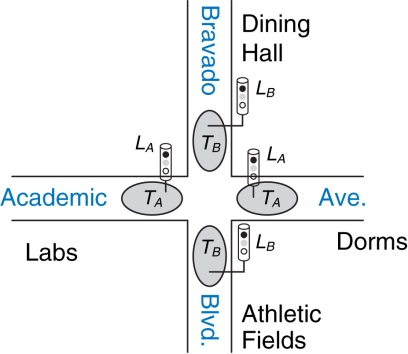 Bravado
Dining
Hall
L_B
T_B
L_A
L_A
Academic
T_A
T_A
Ave.
Labs
T_B
L_B
Dorms
Blvd.
Athletic
Fields